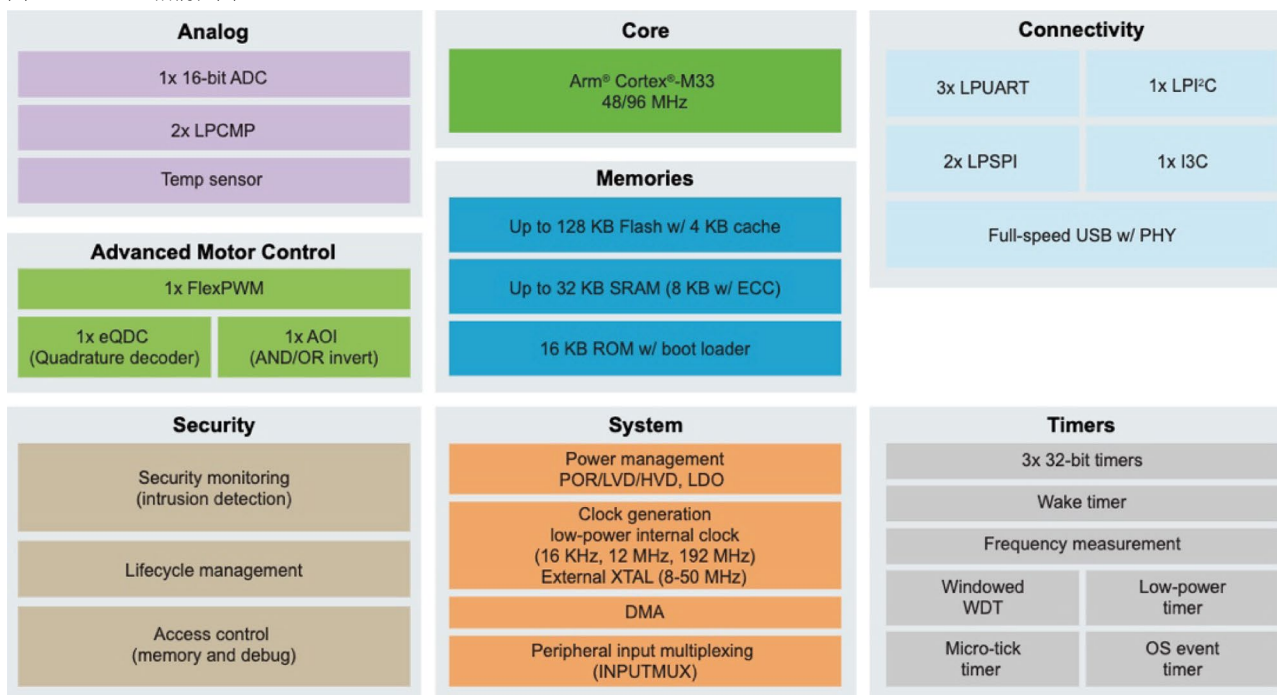 Analog
1x 16-bit ADC
2x LPCMP
Temp sensor
Advanced Motor Control
1x FlexPWM
1x eQDC
(Quadrature decoder)
1x AOI
(AND/OR invert)
Core
Arm® Cortex®-M33
48/96 MHz
Memories
Up to 128 KB Flash w/ 4 KB cache
Up to 32 KB SRAM (8 KB w/ ECC)
16 KB ROM w/ boot loader
Connectivity
3x LPUART
1x LPI²C
2x LPSPI
1x I3C
Full-speed USB w/ PHY
Security
Security monitoring
(intrusion detection)
Lifecycle management
Access control
(memory and debug)
System
Power management
POR/LVD/HVD, LDO
Clock generation
low-power internal clock
(16 KHz, 12 MHz, 192 MHz)
External XTAL (8-50 MHz)
DMA
Peripheral input multiplexing
(INPUTMUX)
Timers
3x 32-bit timers
Wake timer
Frequency measurement
Windowed
WDT
Low-power
timer
Micro-tick
timer
OS event
timer